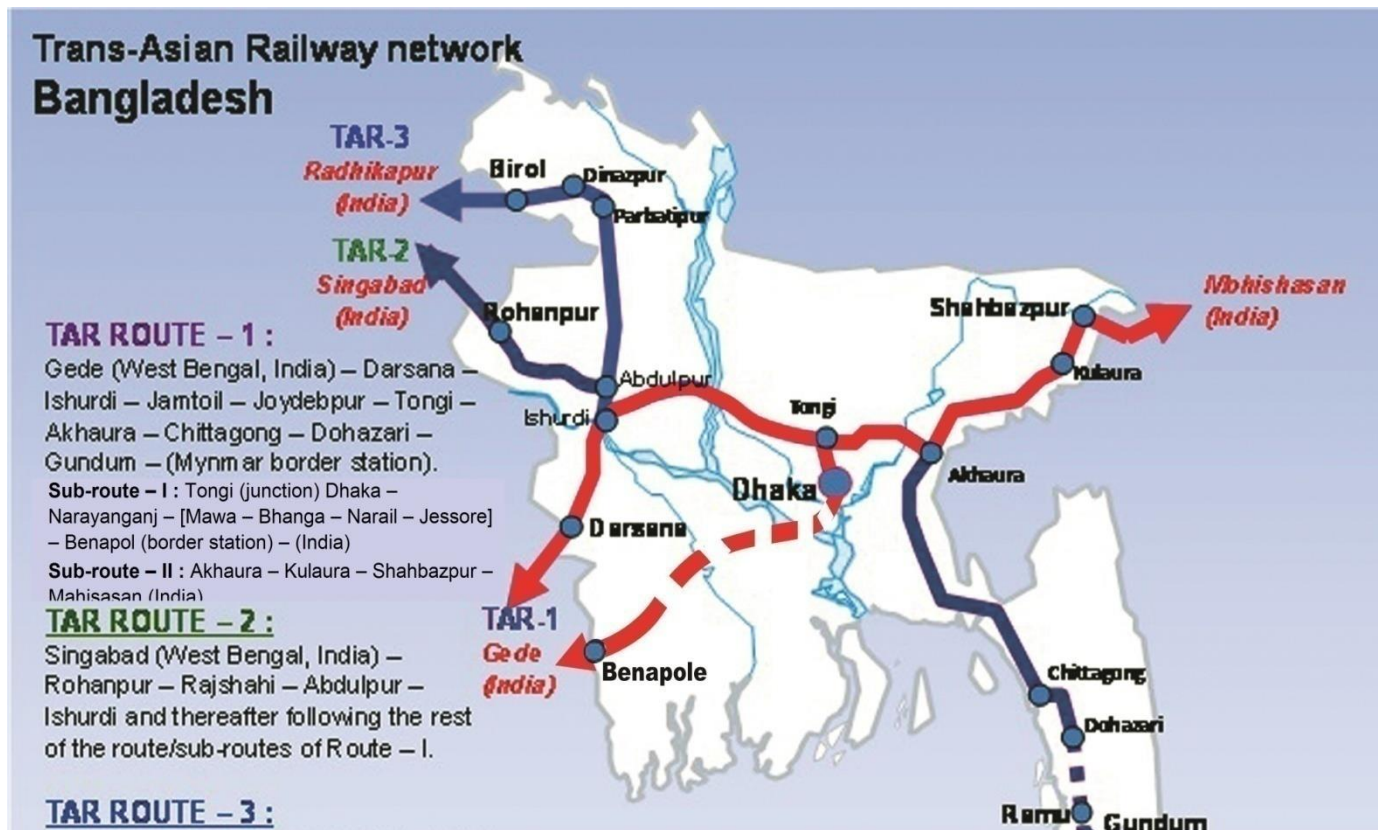 Trans-Asian Railway network
Bangladesh
TAR-3
Radhikapur
(India)
Birol
Dinazpur
Parbatipur
TAR-2
Singabad
(India)
Rohanpur
Shahbazpur
Mohishasan
(India)
Kulaura
Abdulpur
Ishurdi
Tongi
Akhaura
Dhaka
Darsana
TAR-1
Gede
(India)
Benapole
Chittagong
Dohazari
Ramu
Gundum
TAR ROUTE – 1 :
Gede (West Bengal, India) – Darsana –
Ishurdi – Jamtoil – Joydebpur – Tongi –
Akhaura – Chittagong – Dohazari –
Gundum – (Mynmar border station).
Sub-route – I : Tongi (junction) Dhaka –
Narayanganj – [Mawa – Bhanga – Narail – Jessore]
– Benapol (border station) – (India)
Sub-route – II : Akhaura – Kulaura – Shahbazpur –
Mahisasan (India)
TAR ROUTE – 2 :
Singabad (West Bengal, India) –
Rohanpur – Rajshahi – Abdulpur –
Ishurdi and thereafter following the rest
of the route/sub-routes of Route – I.
TAR ROUTE – 3 :